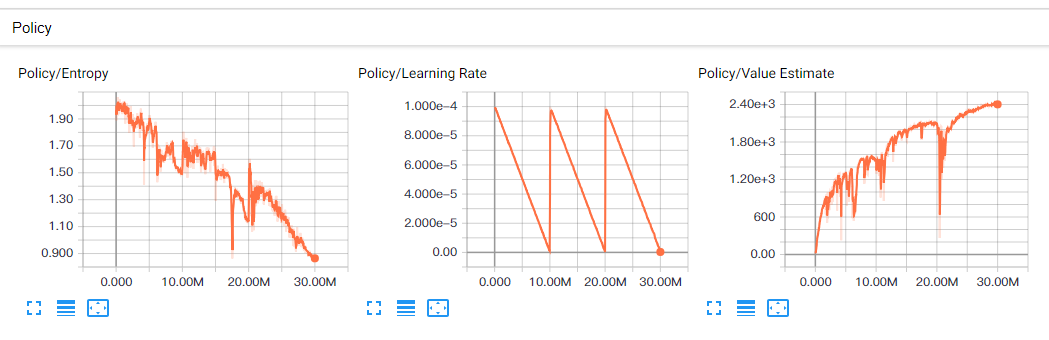 Policy
Policy/Entropy
1.90
1.70
1.50
1.30
1.10
0.900
0.000 10.00M 20.00M 30.00M
Policy/Learning Rate
1.000e-4
8.000e-5
6.000e-5
4.000e-5
2.000e-5
0.00
0.000 10.00M 20.00M 30.00M
Policy/Value Estimate
2.40e+3
1.80e+3
1.20e+3
600
0.00
0.000 10.00M 20.00M 30.00M